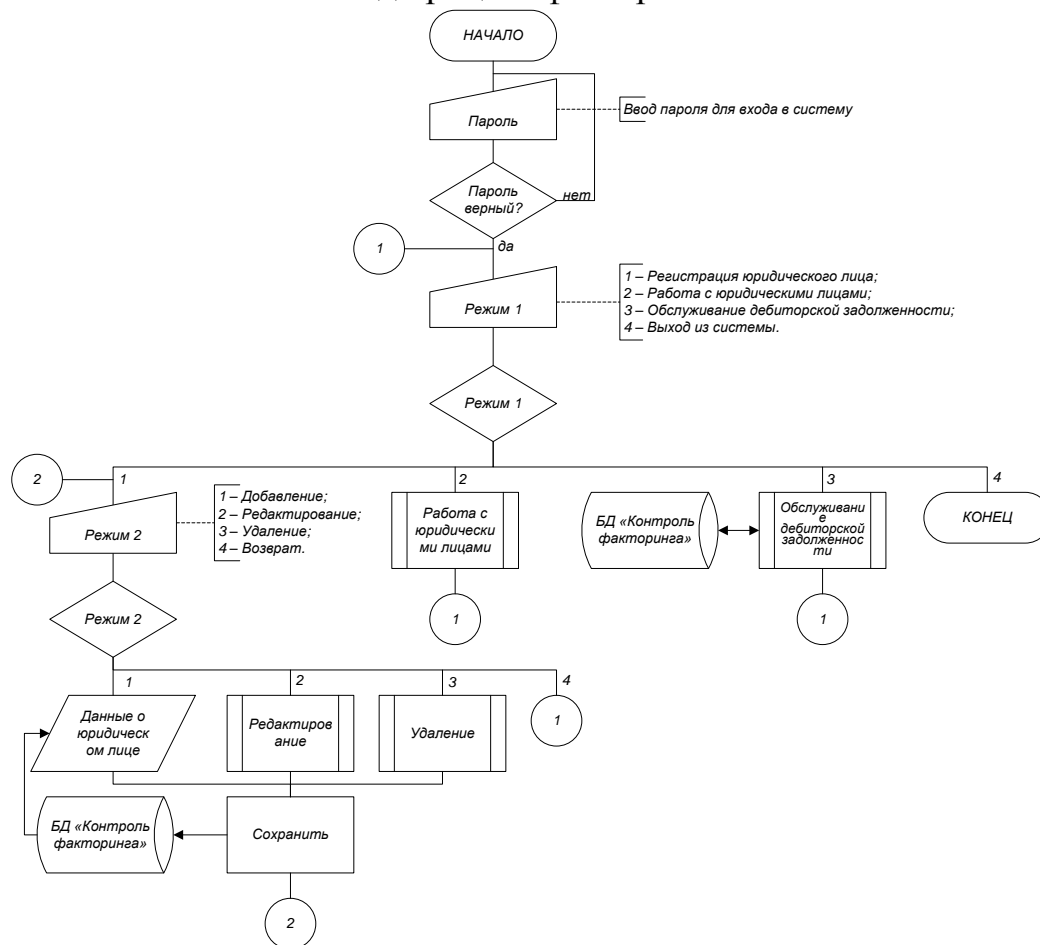 НАЧАЛО
Пароль
Ввод пароля для входа в систему
Пароль
верный?
нет
да
1
Режим 1
1 – Регистрация юридического лица;
2 – Работа с юридическими лицами;
3 – Обслуживание дебиторской задолженности;
4 – Выход из системы.
Режим 1
2
1
2
3
4
Режим 2
1 – Добавление;
2 – Редактирование;
3 – Удаление;
4 – Возврат.
Работа с
юридически
ми лицами
БД «Контроль
факторинга»
Обслуживани
е
дебиторской
задолженнос
ти
КОНЕЦ
1
1
Режим 2
1
2
3
4
Данные о
юридическ
ом лице
Редактиров
ание
Удаление
1
БД «Контроль
факторинга»
Сохранить
2